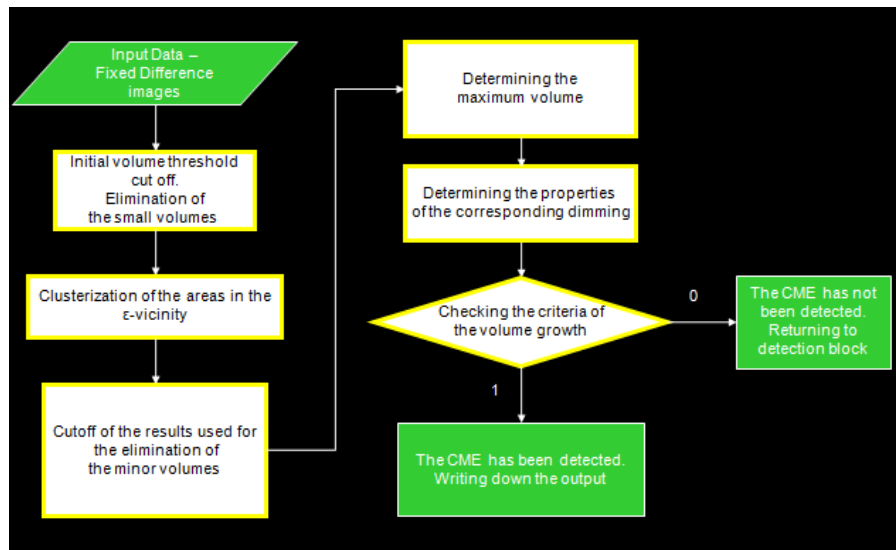 Input Data –
Fixed Difference
images
Initial volume threshold
cut off.
Elimination of
the small volumes
Clusterization of the areas in the
ε-vicinity
Cutoff of the results used for
the elimination of
the minor volumes
Determining the
maximum volume
Determining the properties
of the corresponding dimming
Checking the criteria of
the volume growth
0
The CME has not
been detected.
Returning to
detection block
1
The CME has been detected.
Writing down the output